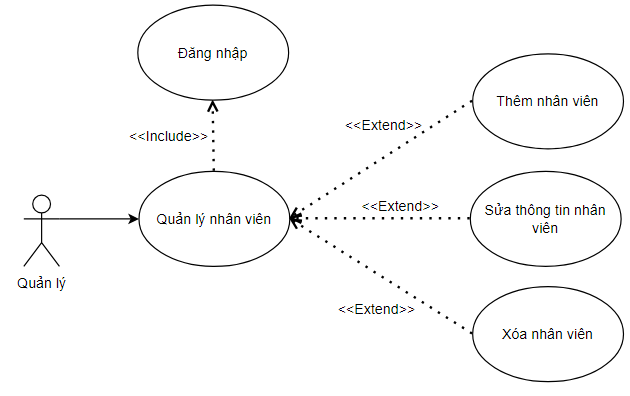 Đăng nhập
<<Include>>
Quản lý nhân viên
Quản lý
<<Extend>>
Thêm nhân viên
<<Extend>>
Sửa thông tin nhân
viên
<<Extend>>
Xóa nhân viên